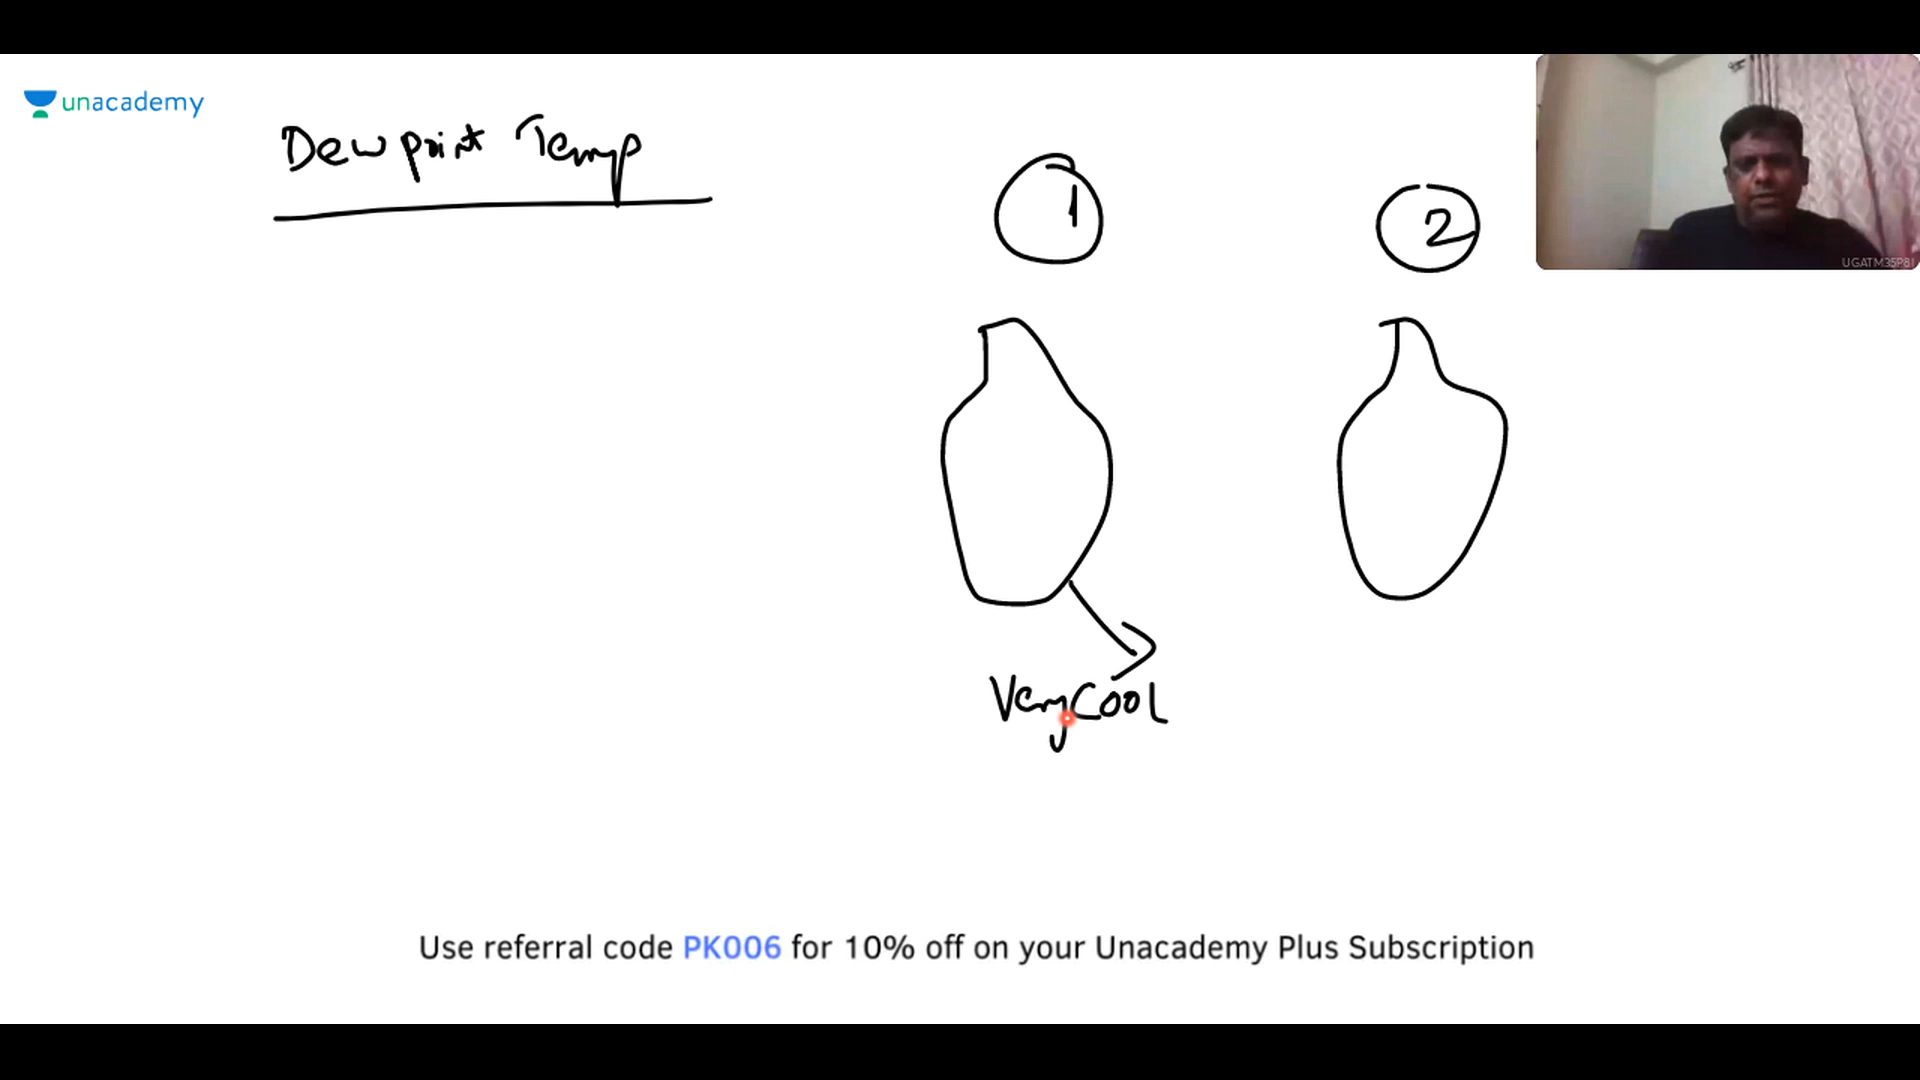 unacademy
Dew point Temp
1
2
UGATM35P8I
Very Cool
Use referral code PK006 for 10% off on your Unacademy Plus Subscription